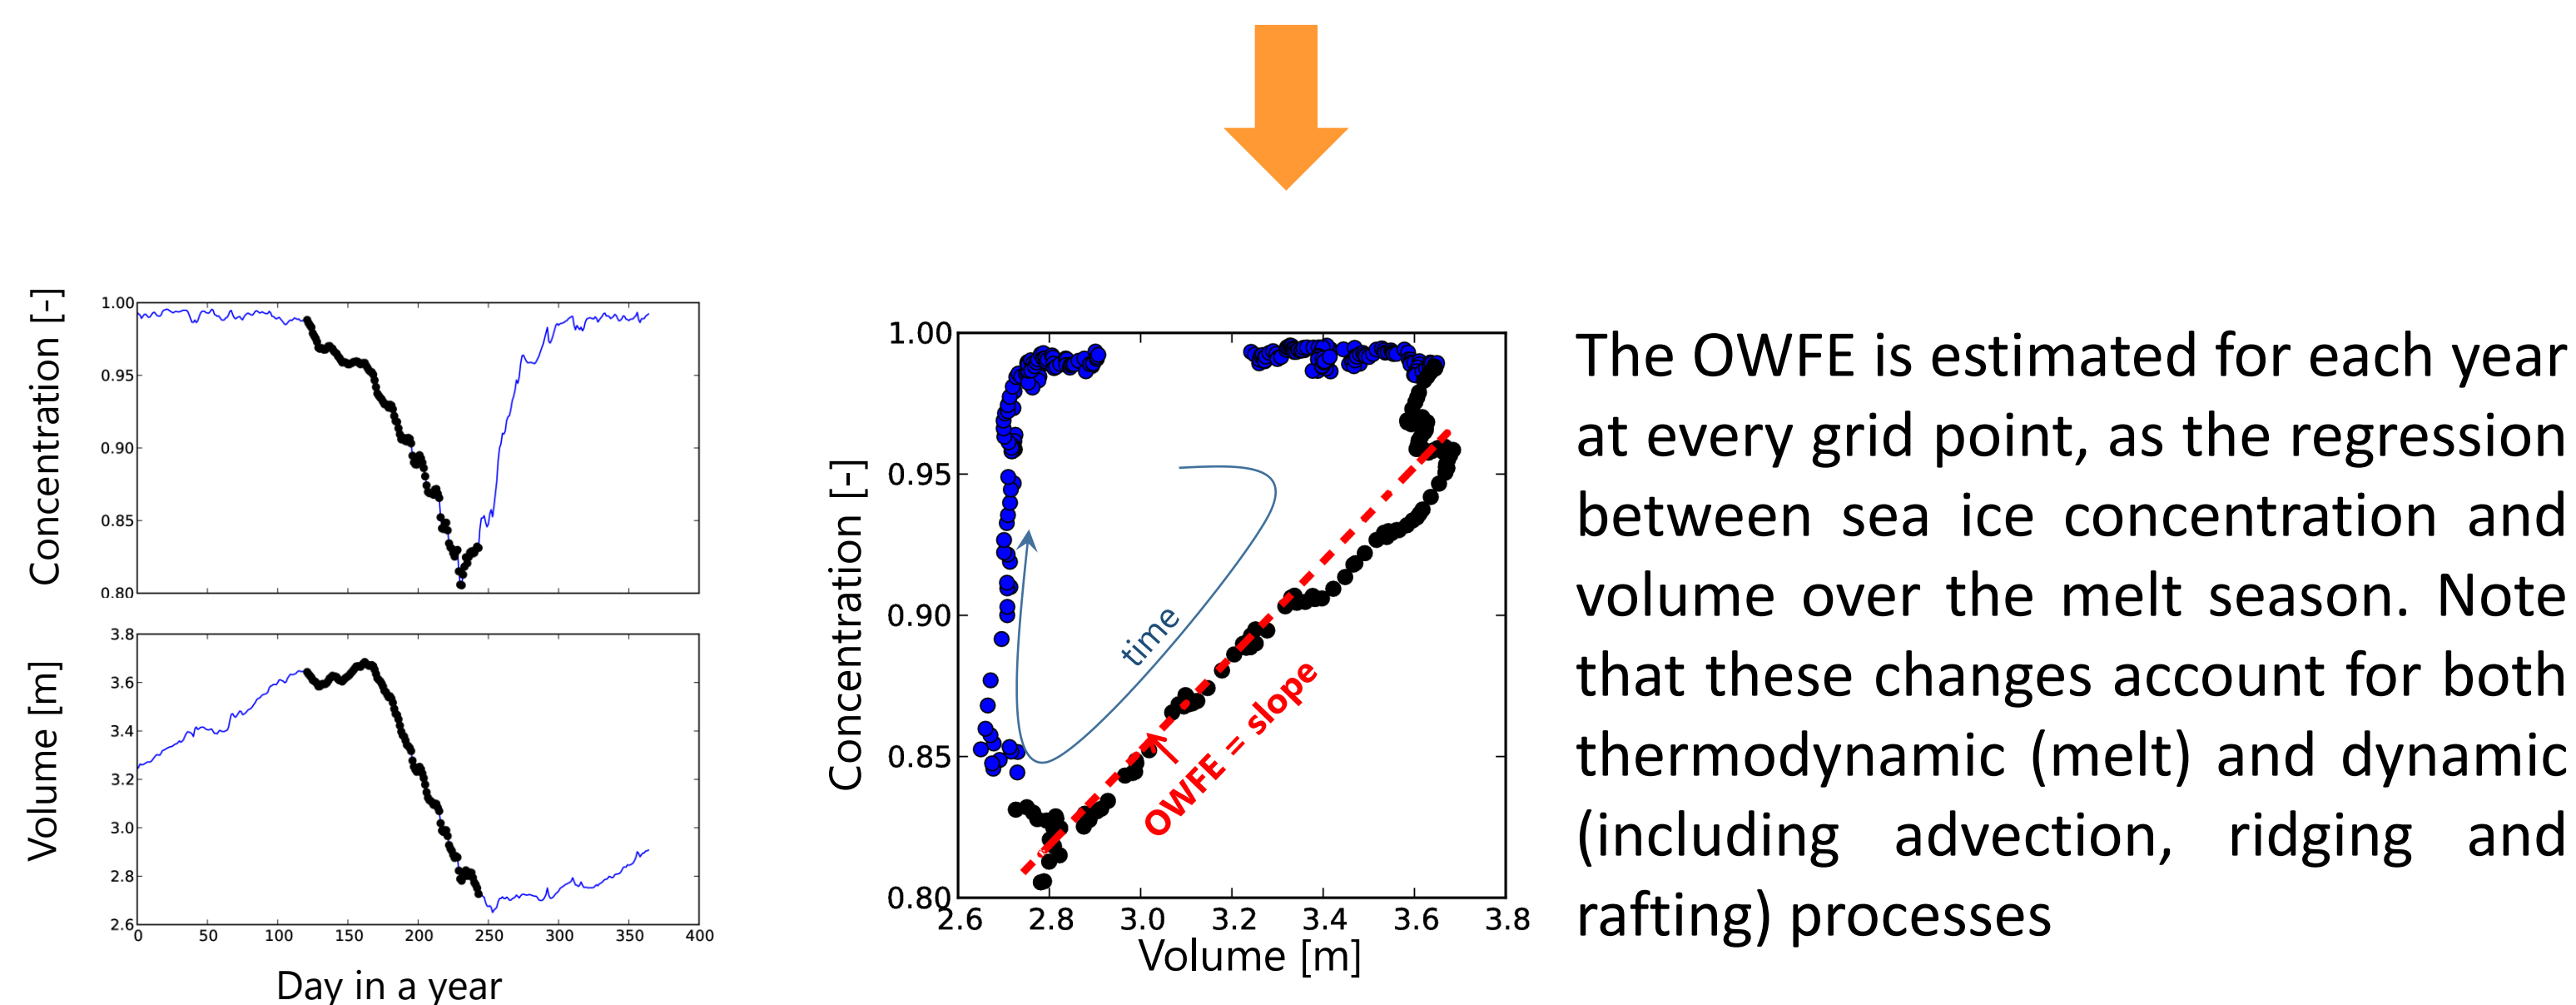 Concentration [-]
1.00
0.95
0.90
0.85
0.80
Volume [m]
3.8
3.6
3.4
3.2
3.0
2.8
2.6
0 50 100 150 200 250 300 350 400
Day in a year
Concentration [-]
1.00
0.95
0.90
0.85
0.80
time
OWFE = slope
2.6 2.8 3.0 3.2 3.4 3.6 3.8
Volume [m]
The OWFE is estimated for each year
at every grid point, as the regression
between sea ice concentration and
volume over the melt season. Note
that these changes account for both
thermodynamic (melt) and dynamic
(including advection, ridging and
rafting) processes